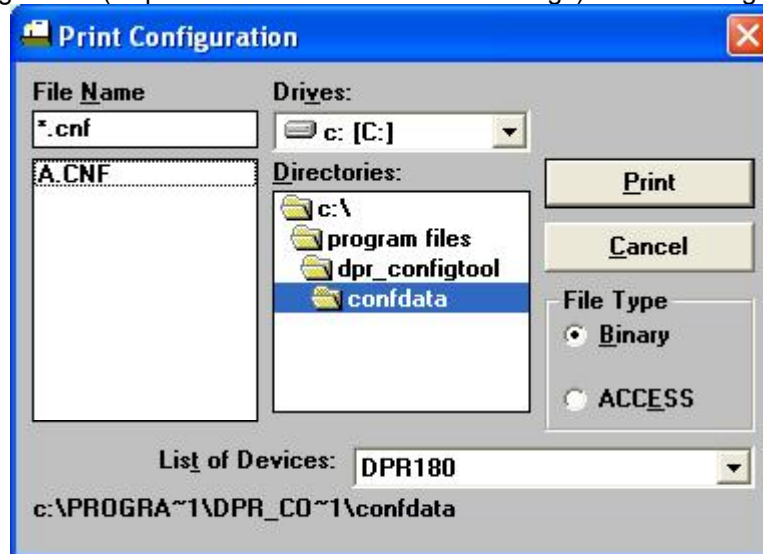 Print Configuration
File Name
*.cnf
A.CNF
Drives:
c: [C:]
Directories:
c:\
program files
dpr_configtool
confdata
Print
Cancel
File Type
Binary
ACCESS
List of Devices: DPR180
c:\PROGRA~1\DPR_CO~1\confdata